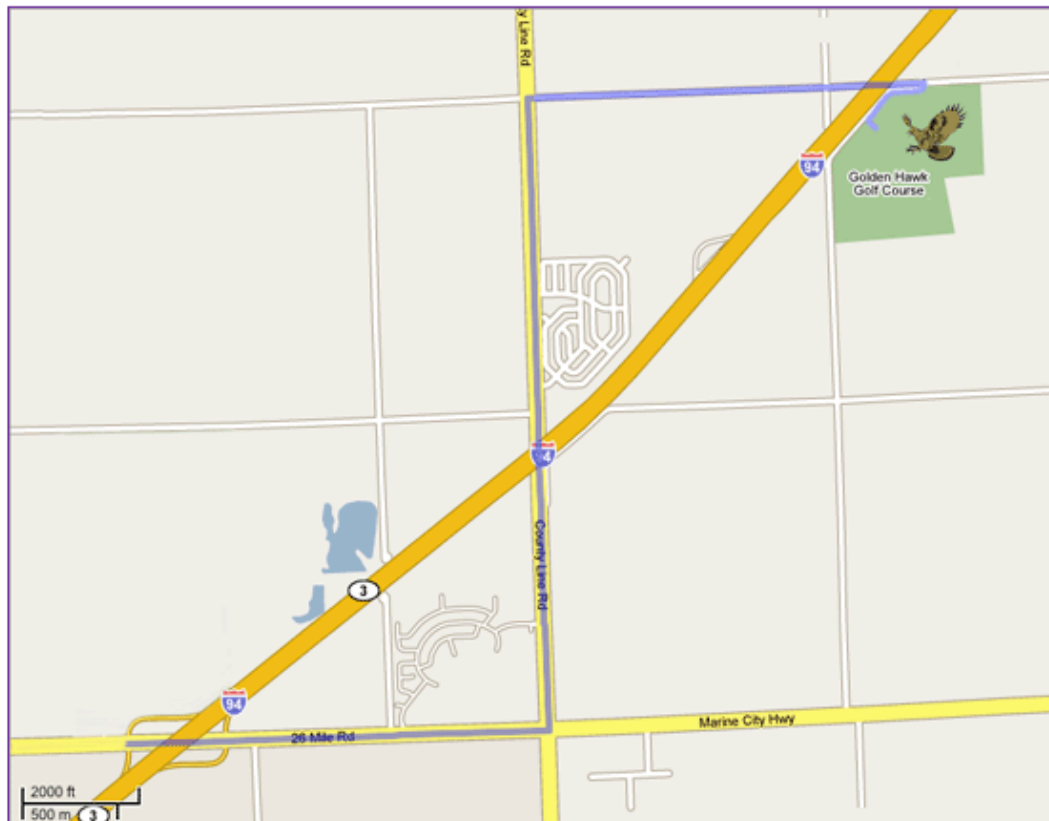 y Line Rd
94
Golden Hawk
Golf Course
94
County Line Rd
3
94
26 Mile Rd
Marine City Hwy
2000 ft
500 m
3